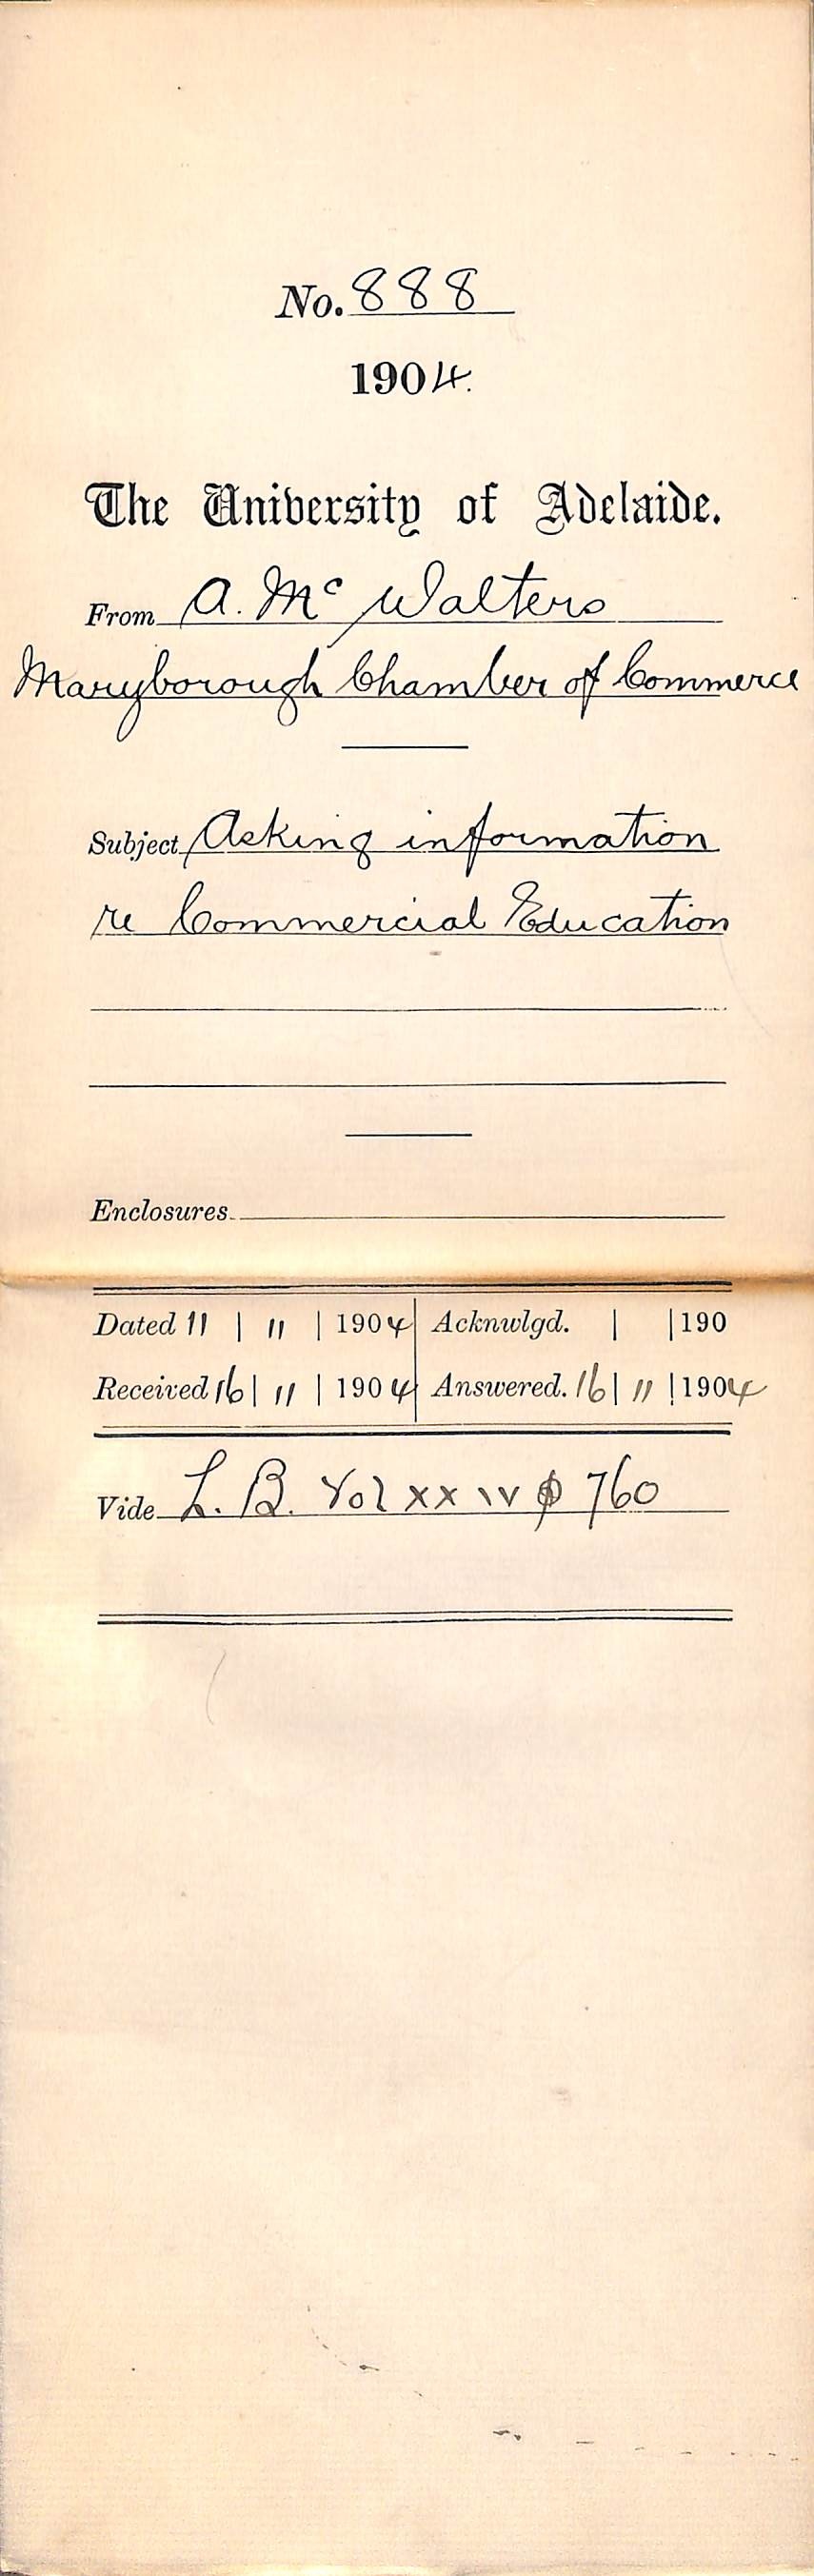 No. 888
1904.
The University of Adelaide.
From A. Mc Walters
Maryborough Chamber of Commerce
Subject Asking information
re Commercial Education
Enclosures
Dated 11 | 11 | 1904 Acknwlgd. | | 190
Received 16 | 11 | 1904 Answered. 16 | 11 | 1904
Vide L. B. Vol xx iv p 760